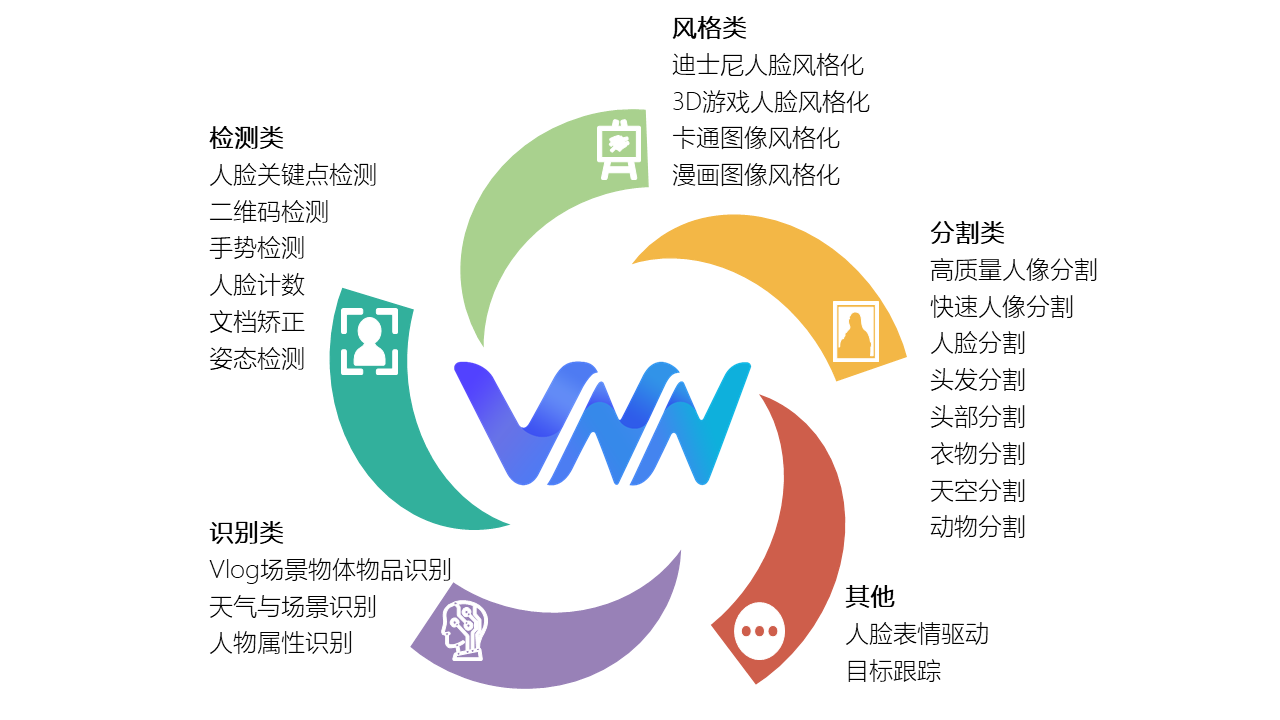 风格类
迪士尼人脸风格化
3D游戏人脸风格化
卡通图像风格化
漫画图像风格化
检测类
人脸关键点检测
二维码检测
手势检测
人脸计数
文档矫正
姿态检测
分割类
高质量人像分割
快速人像分割
人脸分割
头发分割
头部分割
衣物分割
天空分割
动物分割
VNN
识别类
Vlog场景物体物品识别
天气与场景识别
人物属性识别
其他
人脸表情驱动
目标跟踪